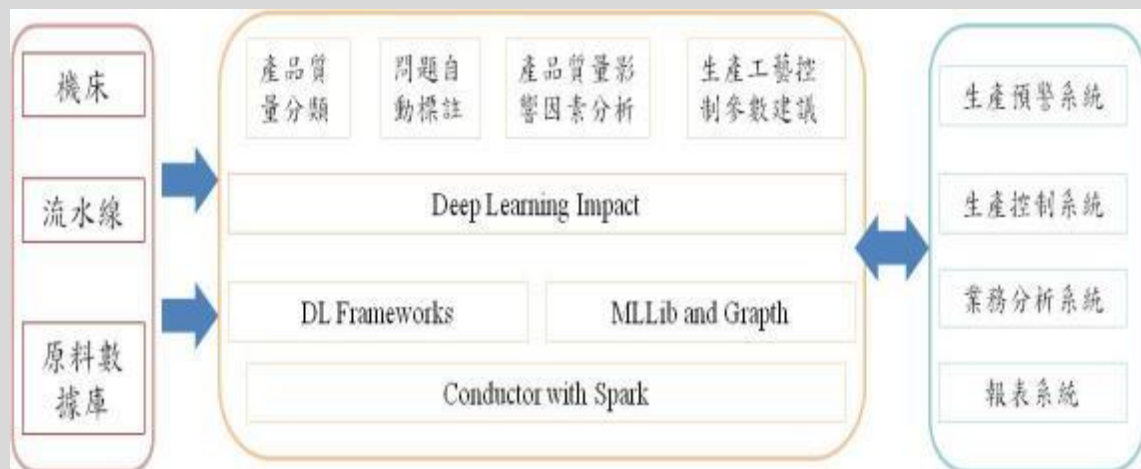 機床
流水線
原料數
據庫
產品質
量分類
問題自
動標註
產品質量影
響因素分析
生產工藝控
制參數建議
Deep Learning Impact
DL Frameworks
MLLib and Grapth
Conductor with Spark
生產預警系統
生產控制系統
業務分析系統
報表系統